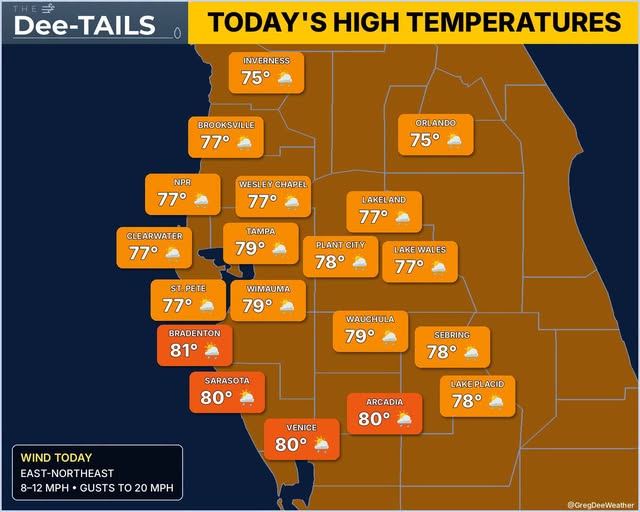 THE
Dee-TAILS
TODAY'S HIGH TEMPERATURES
INVERNESS
75°
BROOKSVILLE
77°
ORLANDO
75°
NPR
77°
WESLEY CHAPEL
77°
LAKELAND
77°
CLEARWATER
77°
TAMPA
79°
PLANT CITY
78°
LAKE WALES
77°
ST. PETE
77°
WIMAUMA
79°
BRADENTON
81°
WAUCHULA
79°
SEBRING
78°
SARASOTA
80°
ARCADIA
80°
LAKE PLACID
78°
VENICE
80°
WIND TODAY
EAST-NORTHEAST
8–12 MPH • GUSTS TO 20 MPH
@GregDeeWeather